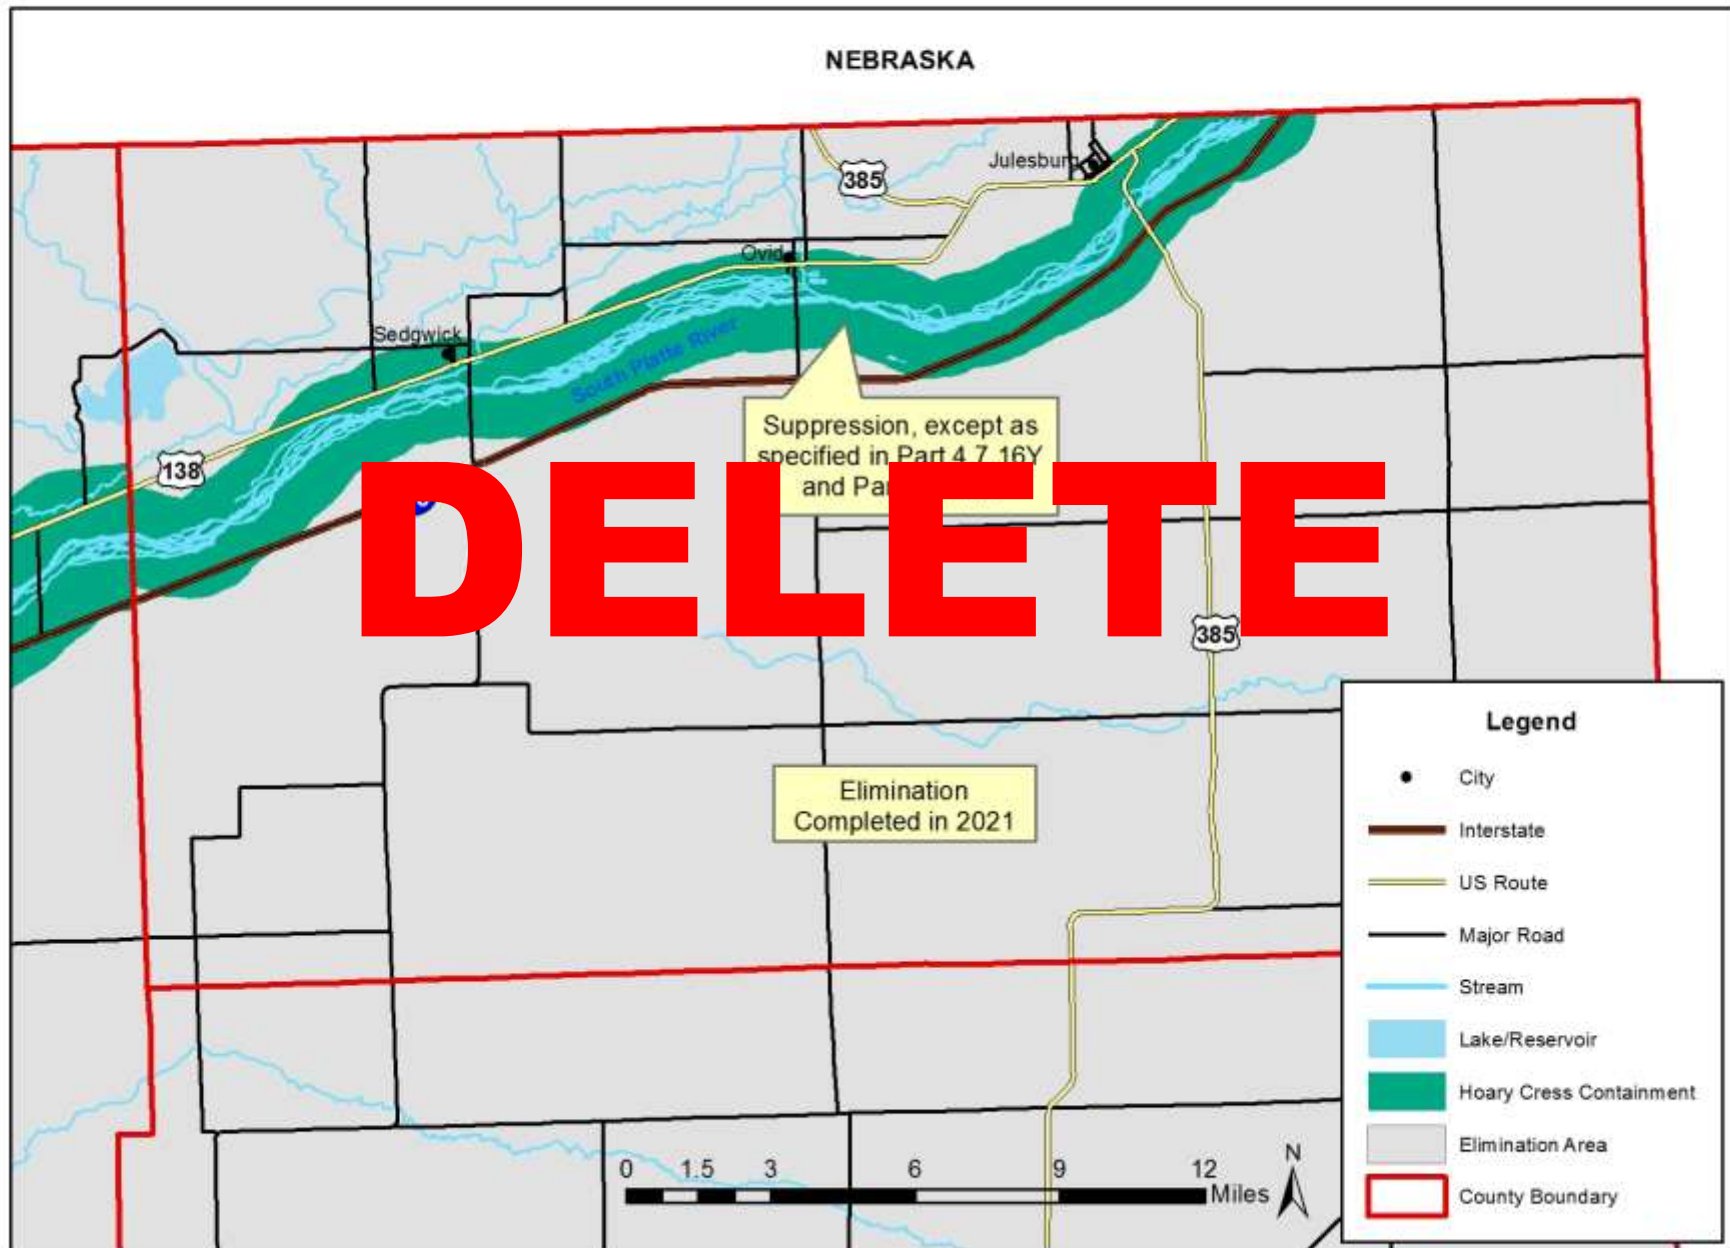 NEBRASKA
Julesburg
385
Ovid
Sedgwick
South Platte River
138
Suppression, except as
specified in Part 4.7.16Y
and
DELETE
385
Elimination
Completed in 2021
Legend
City
Interstate
US Route
Major Road
Stream
Lake/Reservoir
Hoary Cress Containment
Elimination Area
County Boundary
0 1.5 3 6 9 12
Miles
N